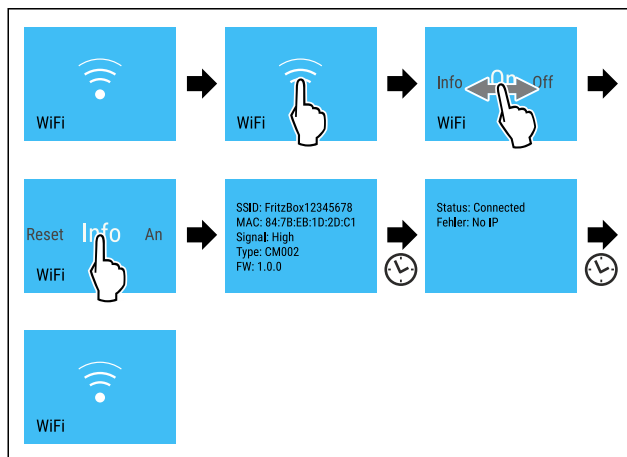 WiFi
WiFi
Info On Off
WiFi
Reset Info An
WiFi
SSID: FritzBox12345678
MAC: 84:7B:EB:1D:2D:C1
Signal: High
Type: CM002
FW: 1.0.0
Status: Connected
Fehler: No IP
WiFi